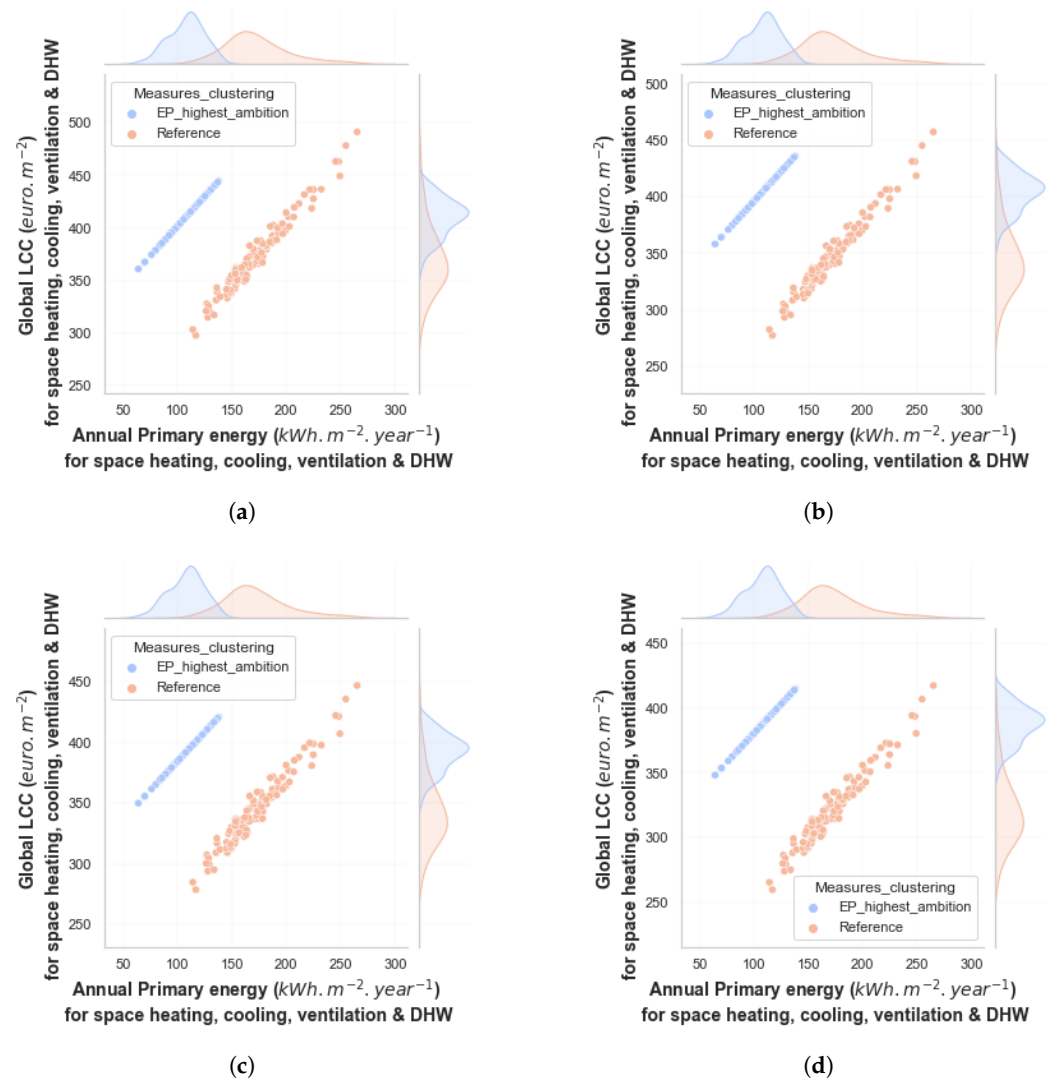 Global LCC (euro.m⁻²)
for space heating, cooling, ventilation & DHW
500
450
400
350
300
250
Measures_clustering
EP_highest_ambition
Reference
50 100 150 200 250 300
Annual Primary energy (kWh.m⁻².year⁻¹)
for space heating, cooling, ventilation & DHW
(a)
Global LCC (euro.m⁻²)
for space heating, cooling, ventilation & DHW
500
450
400
350
300
250
Measures_clustering
EP_highest_ambition
Reference
50 100 150 200 250 300
Annual Primary energy (kWh.m⁻².year⁻¹)
for space heating, cooling, ventilation & DHW
(b)
Global LCC (euro.m⁻²)
for space heating, cooling, ventilation & DHW
450
400
350
300
250
Measures_clustering
EP_highest_ambition
Reference
50 100 150 200 250 300
Annual Primary energy (kWh.m⁻².year⁻¹)
for space heating, cooling, ventilation & DHW
(c)
Global LCC (euro.m⁻²)
for space heating, cooling, ventilation & DHW
450
400
350
300
250
Measures_clustering
EP_highest_ambition
Reference
50 100 150 200 250 300
Annual Primary energy (kWh.m⁻².year⁻¹)
for space heating, cooling, ventilation & DHW
(d)